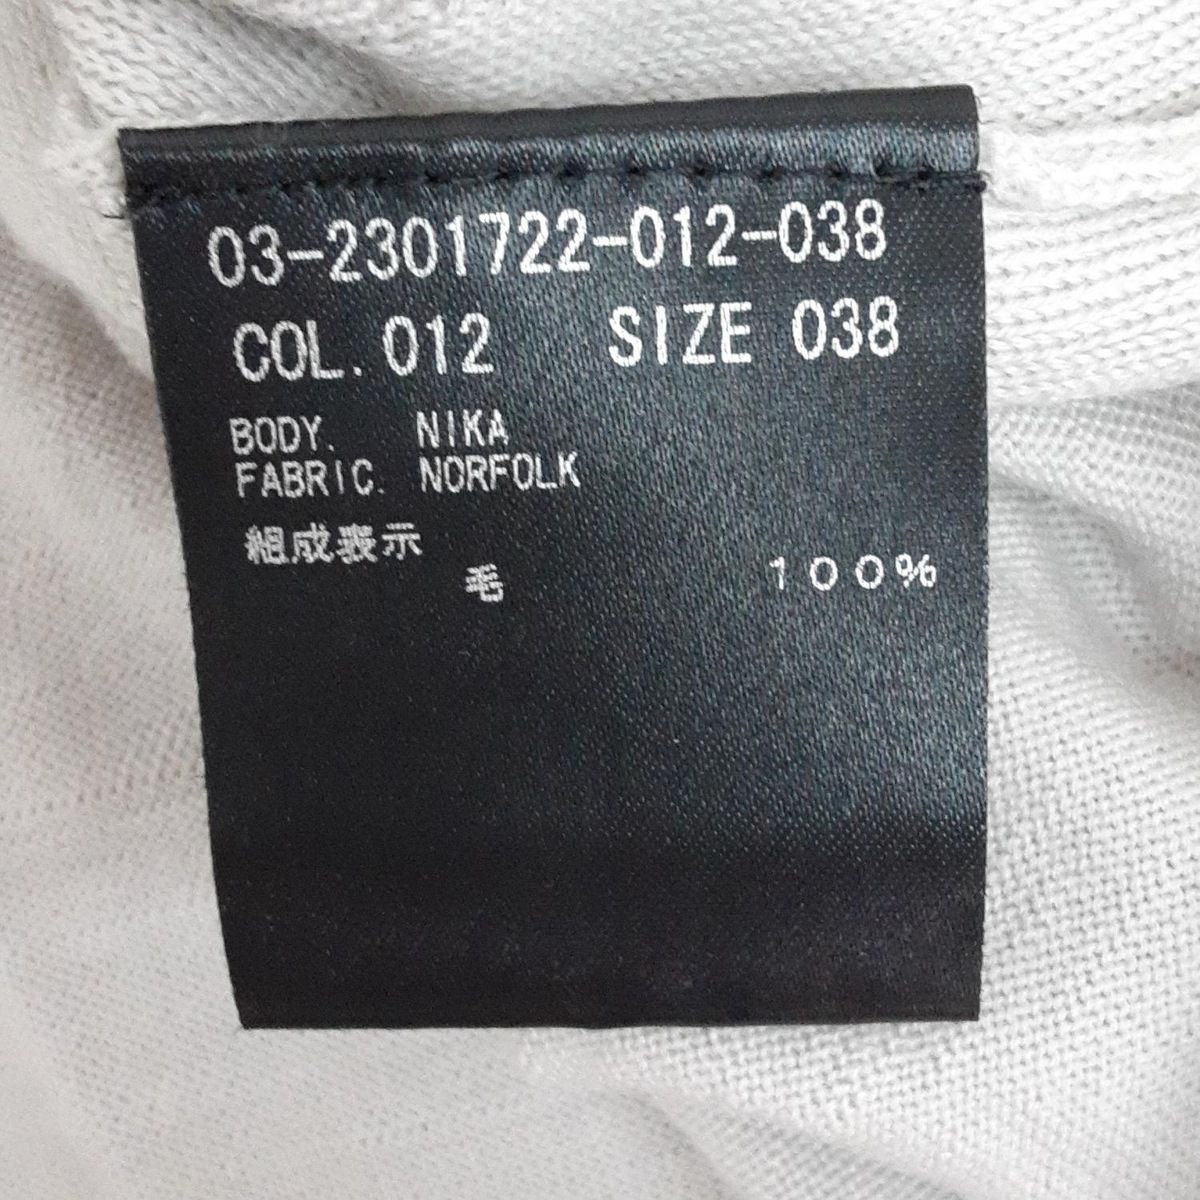 03-2301722-012-038
COL. 012 SIZE 038
BODY. NIKA
FABRIC. NORFOLK
組成表示
毛 100%